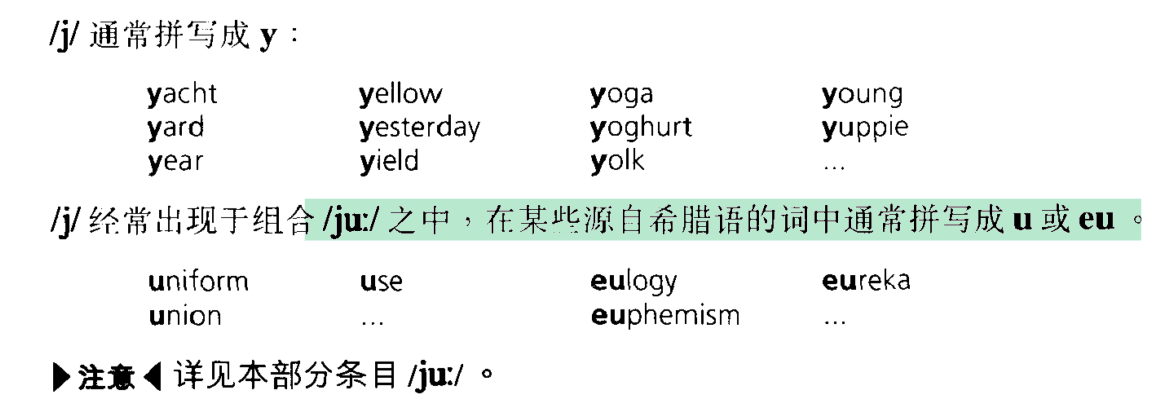 /j/ 通常拼写成 y：
yacht yellow yoga young
yard yesterday yoghurt yuppie
year yield yolk ...
/j/ 经常出现于组合 /ju:/ 之中，在某些源自希腊语的词中通常拼写成 u 或 eu 。
uniform use eulogy eureka
union ... euphemism ...
▶注意◀ 详见本部分条目 /ju:/ 。